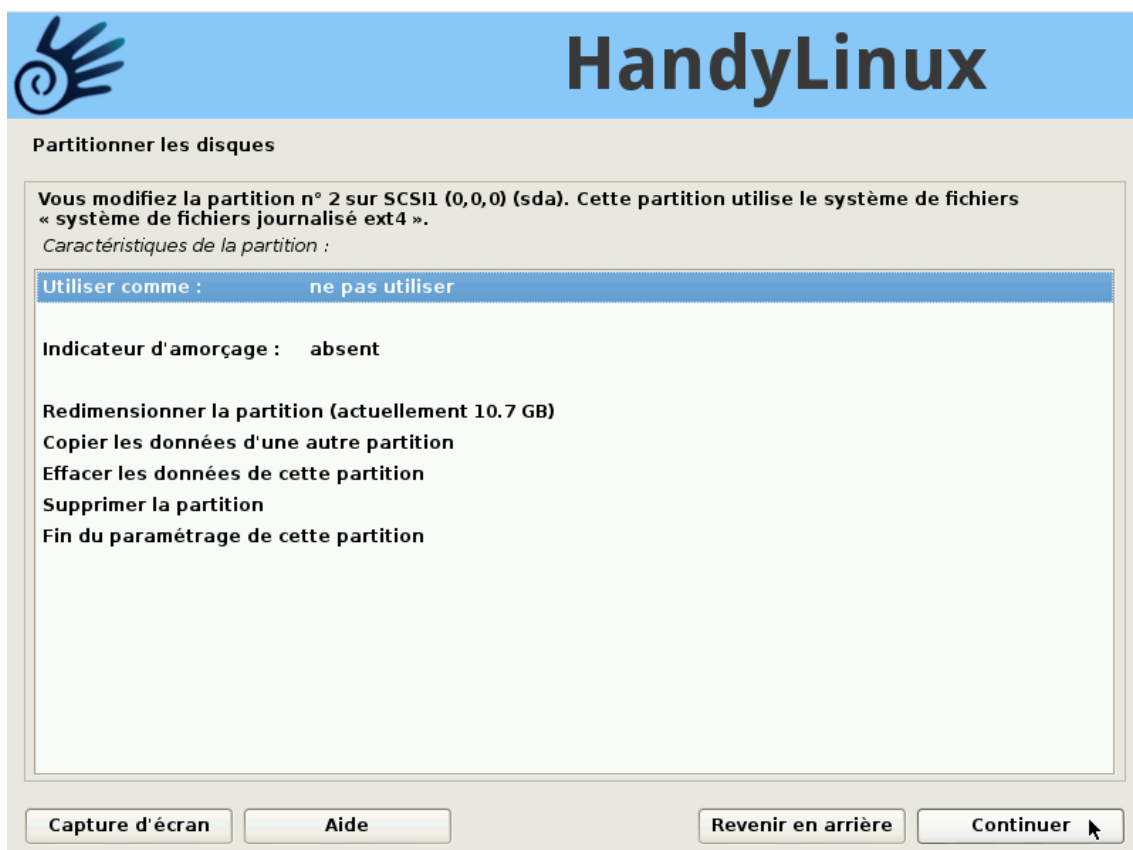 HandyLinux
Partitionner les disques
Vous modifiez la partition n° 2 sur SCSI1 (0,0,0) (sda). Cette partition utilise le système de fichiers
« système de fichiers journalisé ext4 ».
Caractéristiques de la partition :
Utiliser comme : ne pas utiliser
Indicateur d'amorçage : absent
Redimensionner la partition (actuellement 10.7 GB)
Copier les données d'une autre partition
Effacer les données de cette partition
Supprimer la partition
Fin du paramétrage de cette partition
Capture d'écran Aide Revenir en arrière Continuer